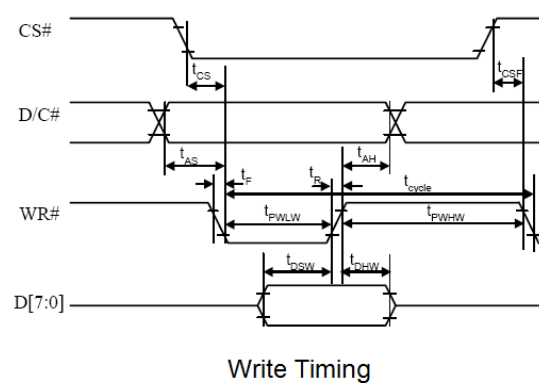 CS#
tCS
tCSF
D/C#
tAS
tAH
tF
tR
tcycle
WR#
tPWLW
tPWHW
tDSW
tDHW
D[7:0]
Write Timing